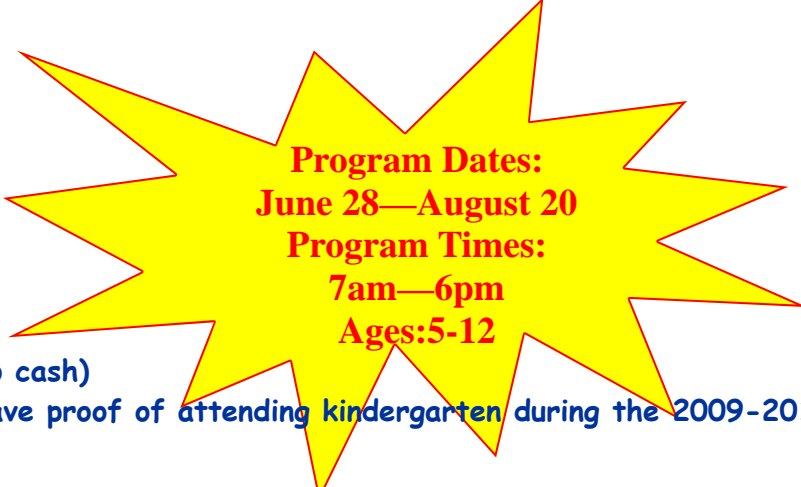 Program Dates:
June 28—August 20
Program Times:
7am—6pm
Ages:5-12
cash)
proof of attending kindergarten during the 2009-20